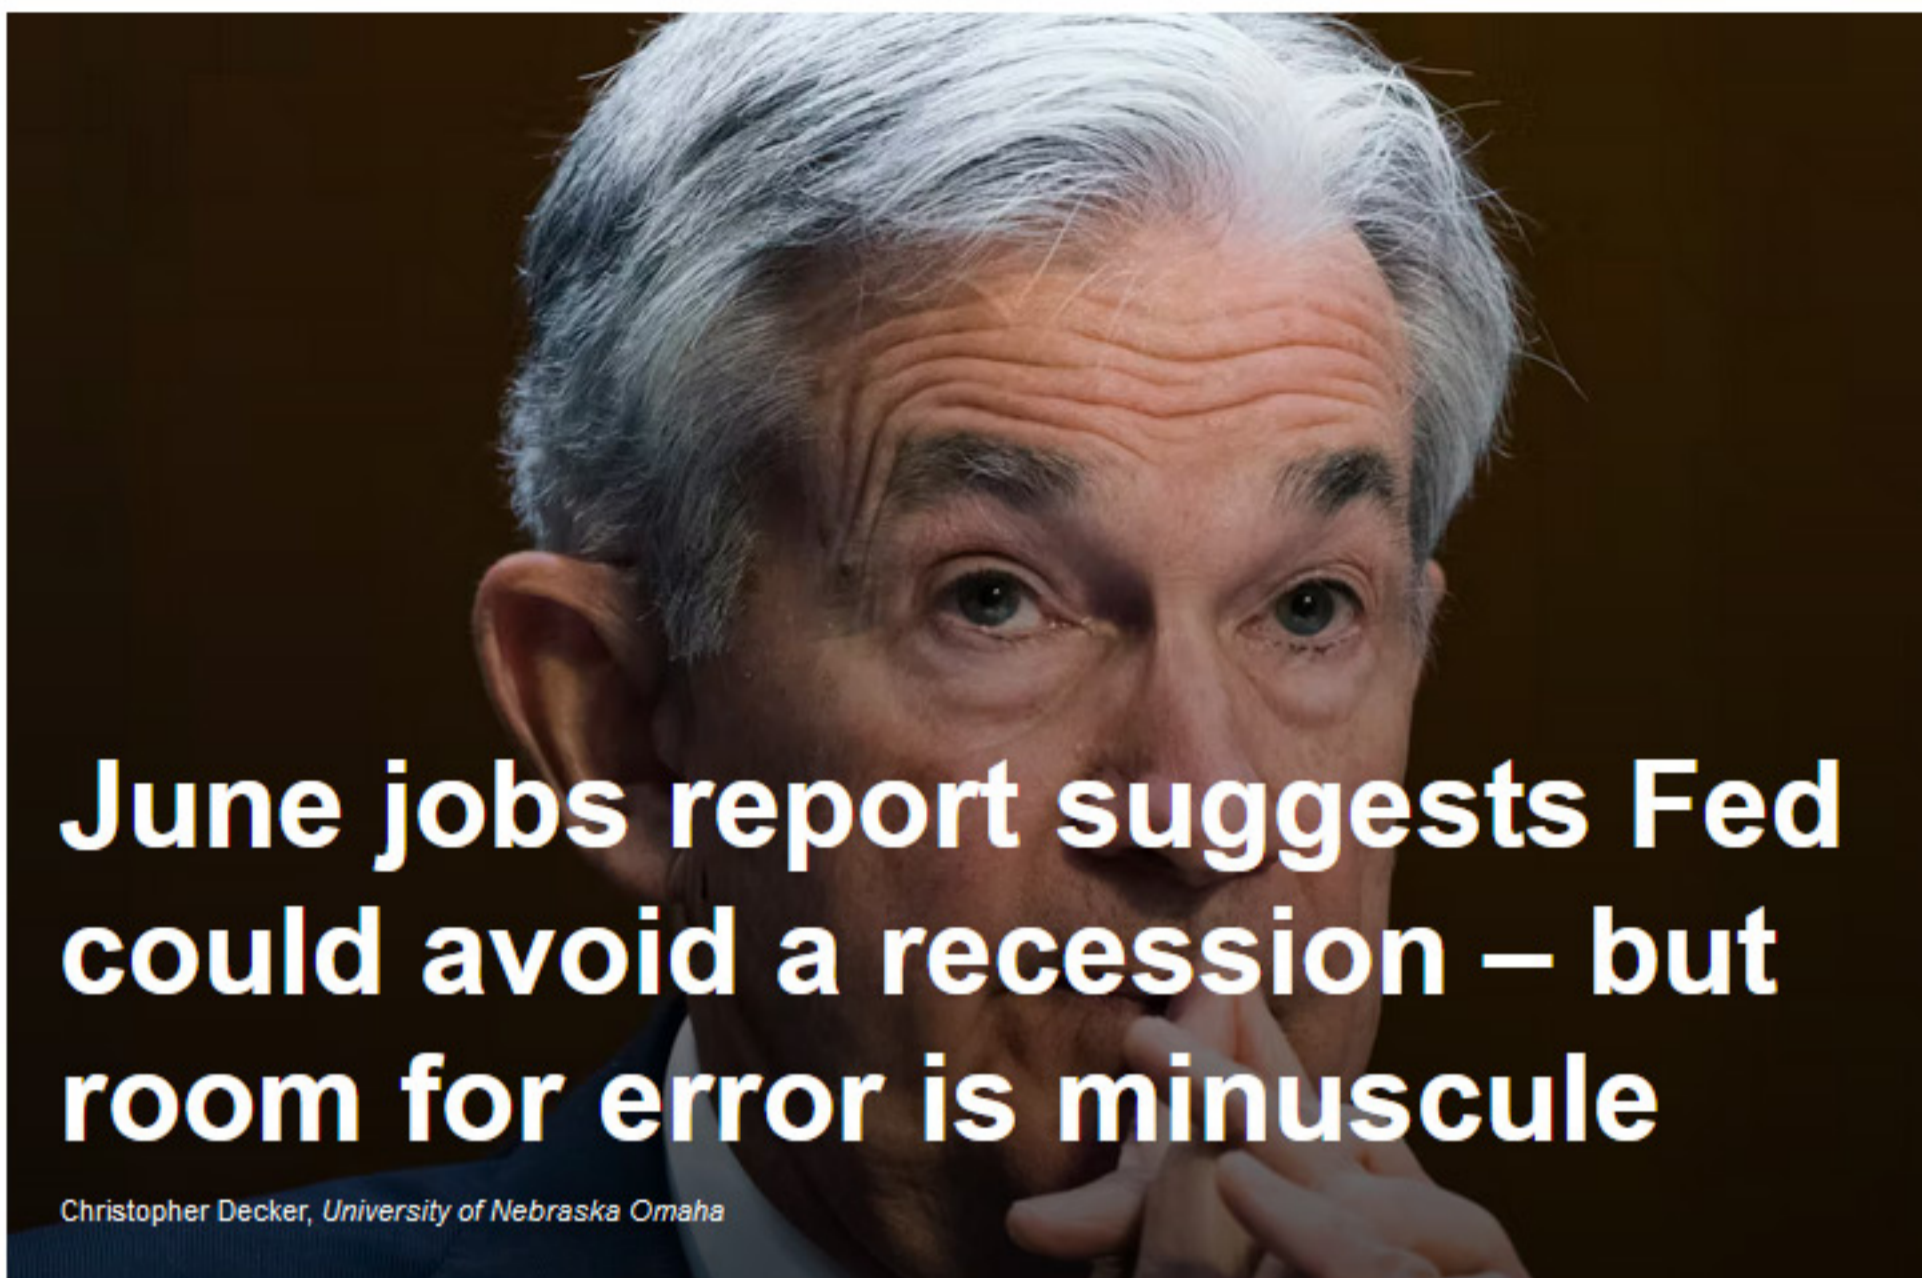 June jobs report suggests Fed
could avoid a recession – but
room for error is minuscule
Christopher Decker, University of Nebraska Omaha